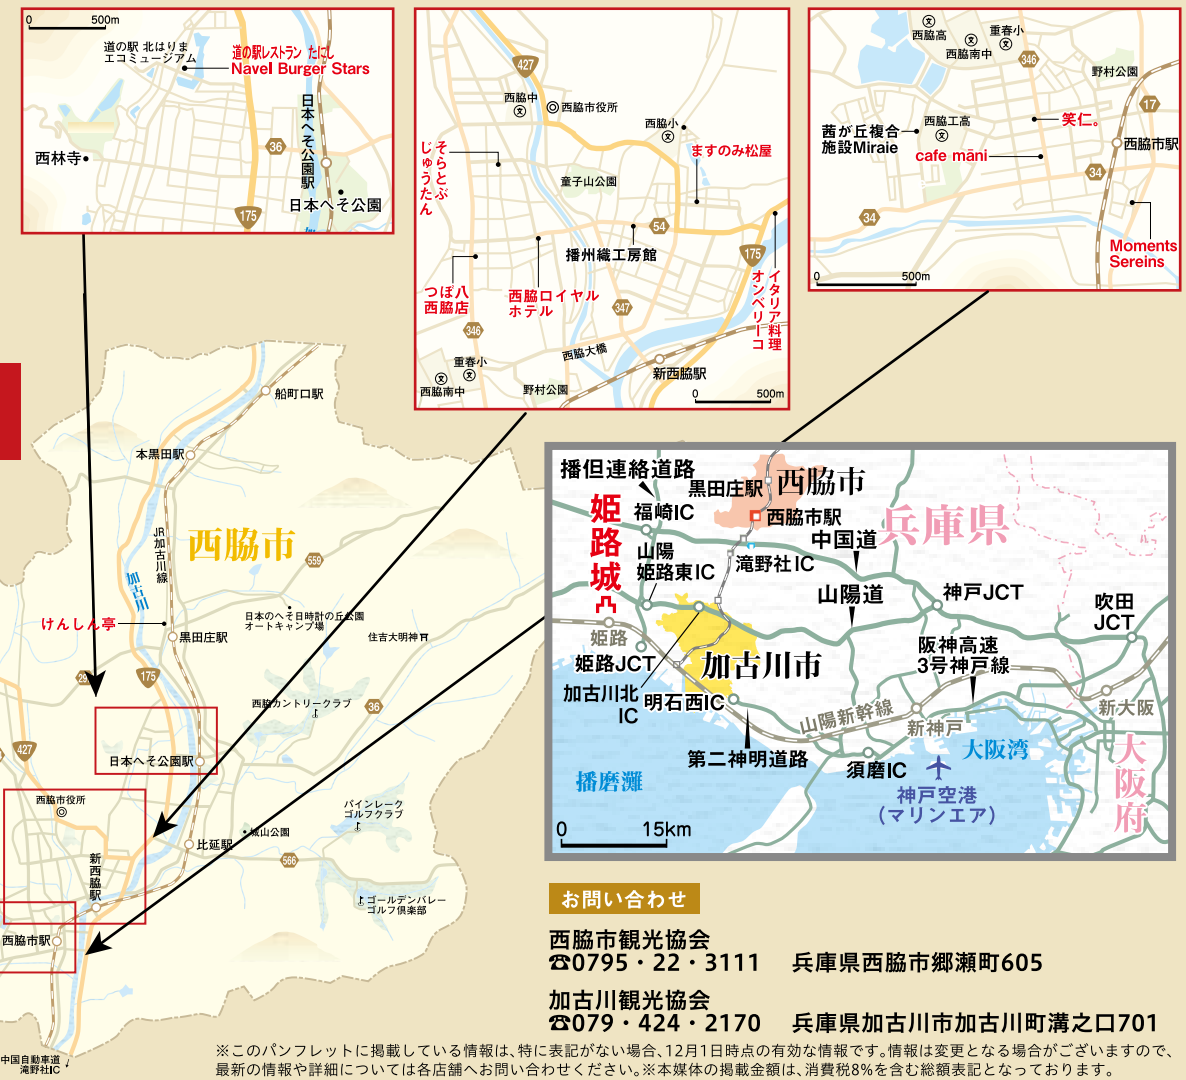 0 500m
道の駅 北はりま
エコミュージアム
道の駅レストラン たにし
Navel Burger Stars
西林寺
36
175
日本へそ公園駅
日本へそ公園
427
西脇中
西脇市役所
西脇小
そらとぶ
じゅうたん
ますのみ松屋
童子山公園
54
播州織工房館
175
つぼ八
西脇店
西脇ロイヤル
ホテル
イタリア料理
オンベリーコ
347
346
西脇大橋
重春小
西脇南中
野村公園
新西脇駅
0 500m
西脇高
西脇南中
重春小
346
野村公園
17
茜が丘複合
施設Miraie
西脇工高
笑仁。
cafe māni
西脇市駅
34
34
Moments
Sereins
0 500m
船町口駅
本黒田駅
JR加古川線
西脇市
加古川
559
けんしん亭
日本のへそ日時計の丘公園
オートキャンプ場
住吉大明神
黒田庄駅
175
29
西脇カントリークラブ
36
427
日本へそ公園駅
西脇市役所
パインレーク
ゴルフクラブ
城山公園
比延駅
566
新西脇駅
ゴールデンバレー
ゴルフ倶楽部
西脇市駅
中国自動車道
滝野社IC
播但連絡道路
黒田庄駅
西脇市
姫路城
福崎IC
西脇市駅
兵庫県
中国道
山陽
姫路東IC
滝野社IC
山陽道
神戸JCT
吹田
JCT
姫路
姫路JCT
加古川市
阪神高速
3号神戸線
加古川北
IC
明石西IC
山陽新幹線
新神戸
新大阪
第二神明道路
大阪湾
須磨IC
播磨灘
神戸空港
(マリンエア)
大阪府
0 15km
お問い合わせ
西脇市観光協会
☎0795・22・3111 兵庫県西脇市郷瀬町605
加古川観光協会
☎079・424・2170 兵庫県加古川市加古川町溝之口701
※このパンフレットに掲載している情報は、特に表記がない場合、12月1日時点の有効な情報です。情報は変更となる場合がございますので、
最新の情報や詳細については各店舗へお問い合わせください。※本媒体の掲載金額は、消費税8%を含む総額表記となっております。